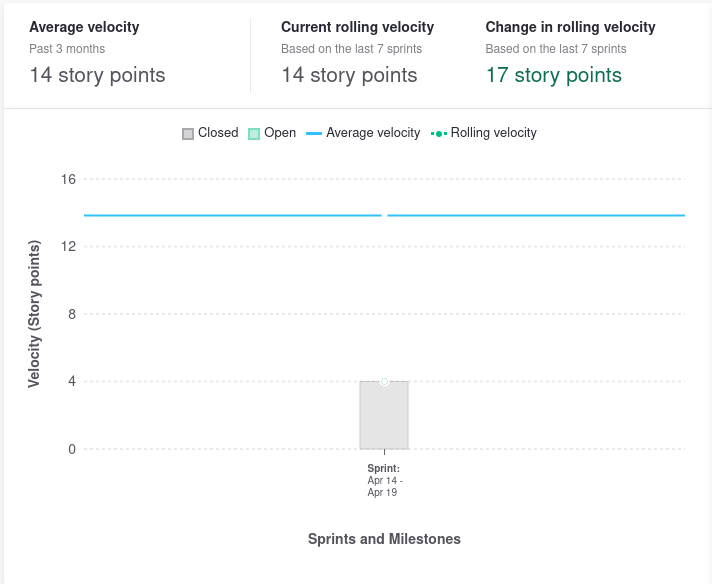 Average velocity
Past 3 months
14 story points
Current rolling velocity
Based on the last 7 sprints
14 story points
Change in rolling velocity
Based on the last 7 sprints
17 story points
Closed Open Average velocity Rolling velocity
Velocity (Story points)
16
12
8
4
0
Sprint:
Apr 14 -
Apr 19
Sprints and Milestones